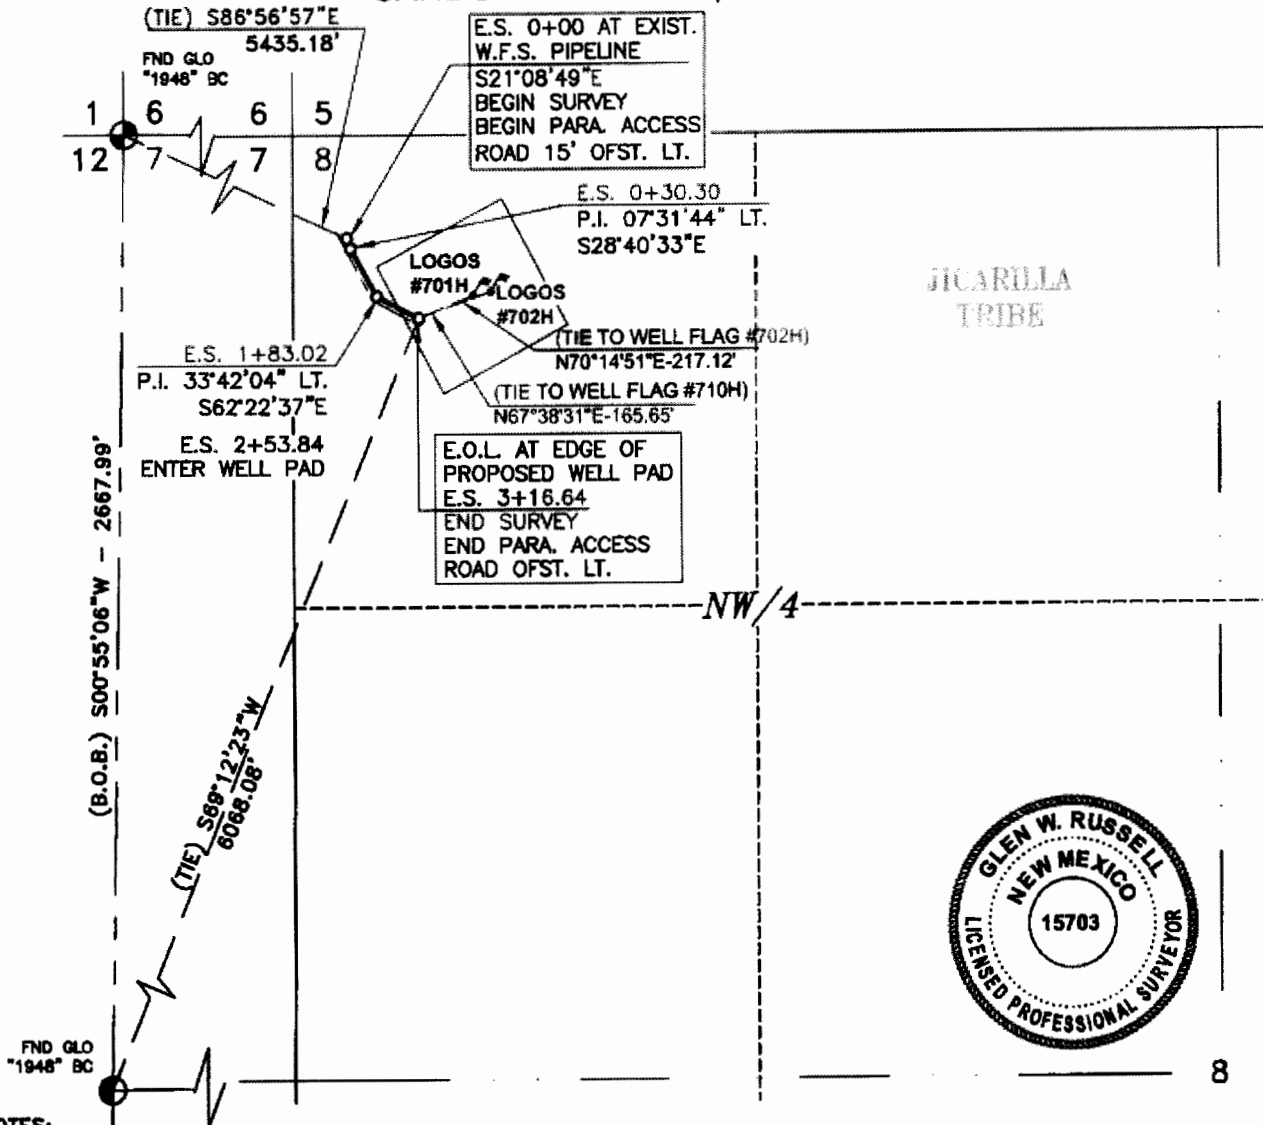 (TIE) S86°56'57"E
5435.18'
FND GLO
"1948" BC
E.S. 0+00 AT EXIST.
W.F.S. PIPELINE
S21°08'49"E
BEGIN SURVEY
BEGIN PARA. ACCESS
ROAD 15' OFST. LT.
1 6 6 5
12 7 7 8
E.S. 0+30.30
P.I. 07°31'44" LT.
S28°40'33"E
LOGOS
#701H
LOGOS
#702H
JICARILLA
TRIBE
(TIE TO WELL FLAG #702H)
N70°14'51"E-217.12'
E.S. 1+83.02
P.I. 33°42'04" LT.
S62°22'37"E
(TIE TO WELL FLAG #710H)
N67°38'31"E-165.65'
E.S. 2+53.84
ENTER WELL PAD
E.O.L. AT EDGE OF
PROPOSED WELL PAD
E.S. 3+16.64
END SURVEY
END PARA. ACCESS
ROAD OFST. LT.
(B.O.B.) S00°55'06"W - 2667.99'
NW/4
(TIE) S69°12'23"W
6068.08'
GLEN W. RUSSELL
NEW MEXICO
15703
LICENSED PROFESSIONAL SURVEYOR
FND GLO
"1948" BC
8